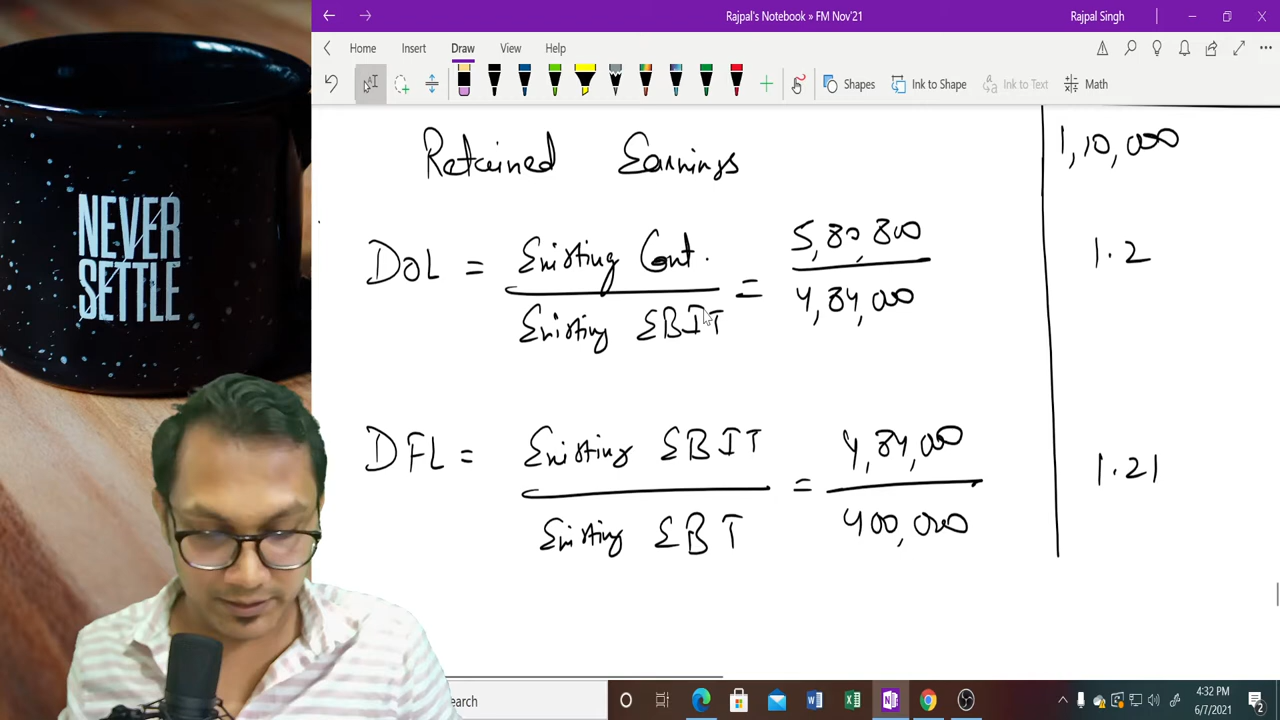 Rajpal's Notebook » FM Nov'21
Rajpal Singh
Home Insert Draw View Help
Shapes
Ink to Shape
Ink to Text
Math
NEVER
SETTLE
Retained Earnings
1,10,000
DOL = Existing Cont. / Existing EBIT = 5,80,800 / 4,84,000
1.2
DFL = Existing EBIT / Existing EBT = 4,84,000 / 400,000
1.21
search
4:32 PM
6/7/2021
2